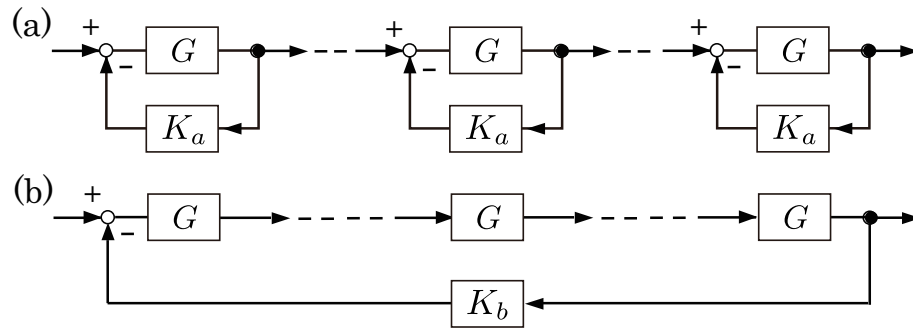 (a) + G + G + G
− − −
K_a K_a K_a
(b) + G G G
−
K_b